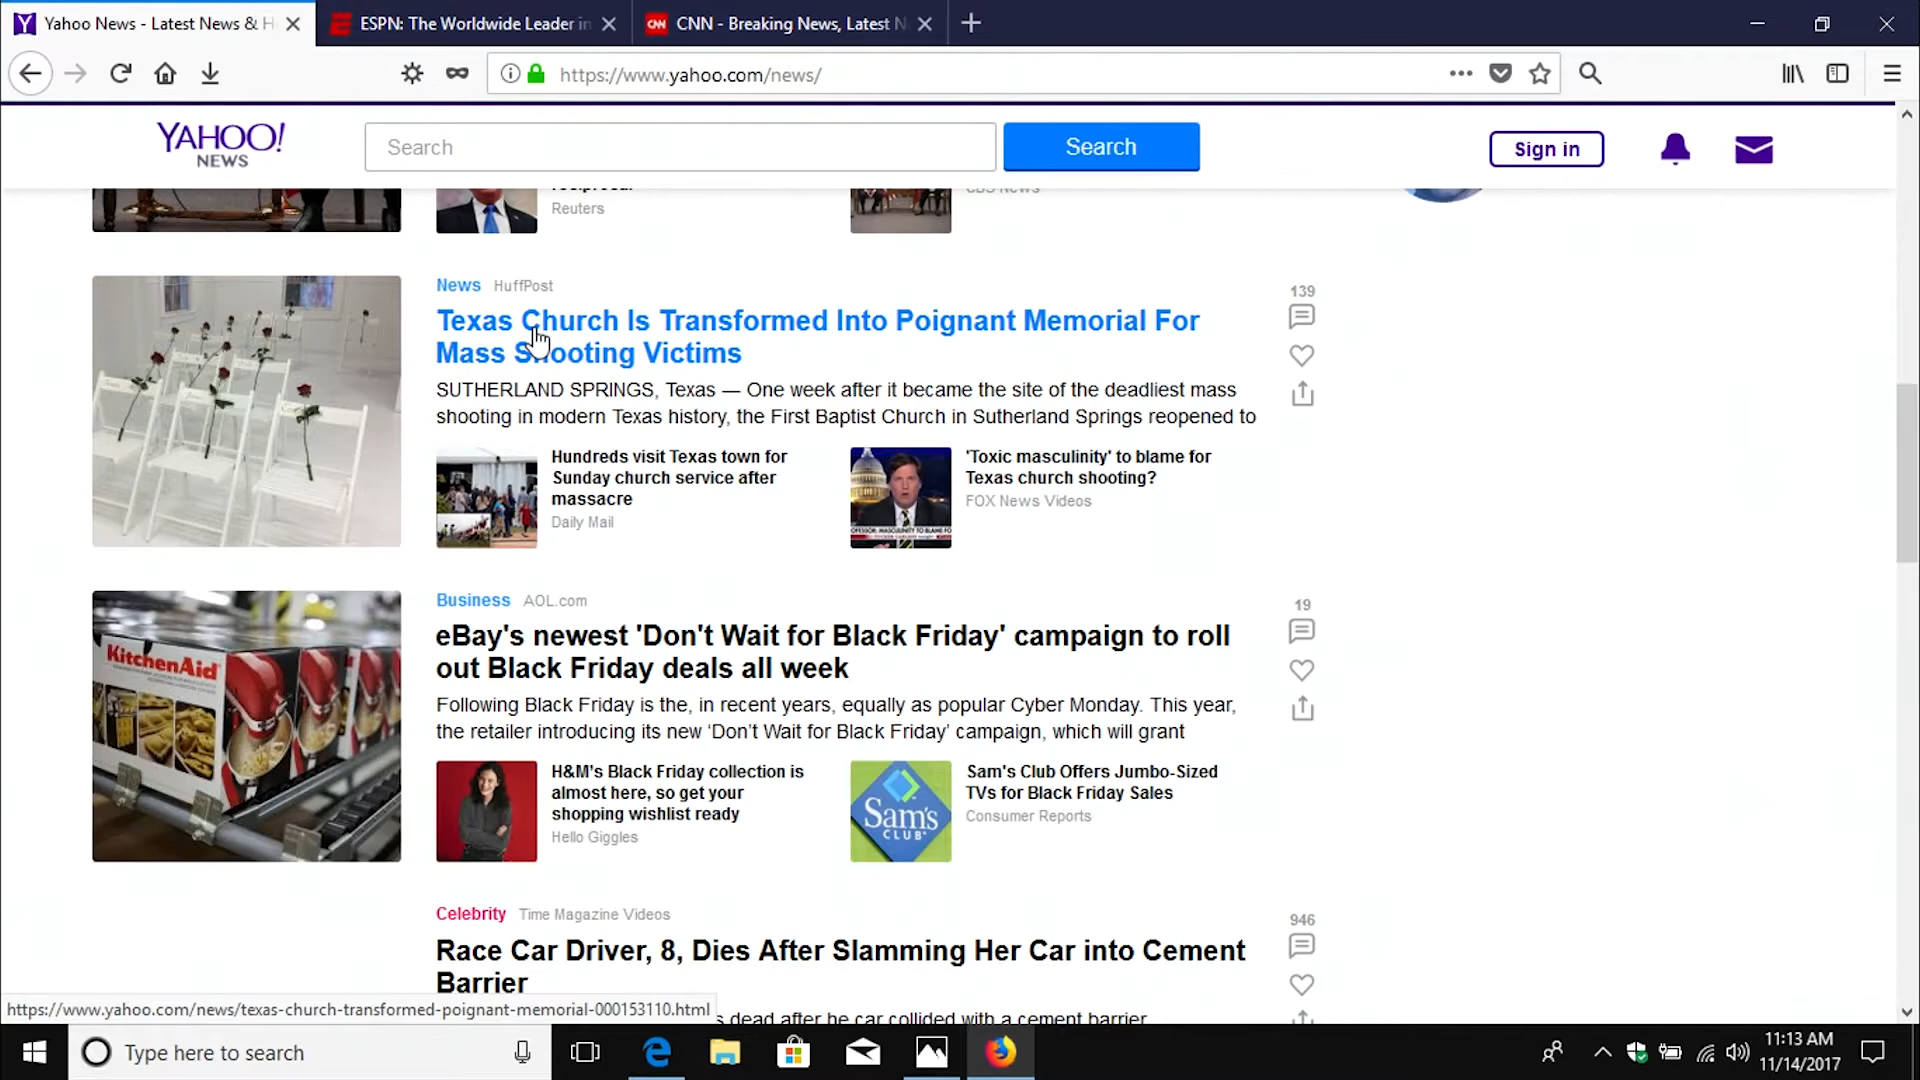 Yahoo News - Latest News & H
ESPN: The Worldwide Leader in
CNN
CNN - Breaking News, Latest N
https://www.yahoo.com/news/
YAHOO!
NEWS
Search
Search
Sign in
Reuters
CBS News
News HuffPost
139
Texas Church Is Transformed Into Poignant Memorial For
Mass Shooting Victims
SUTHERLAND SPRINGS, Texas — One week after it became the site of the deadliest mass
shooting in modern Texas history, the First Baptist Church in Sutherland Springs reopened to
Hundreds visit Texas town for
Sunday church service after
massacre
Daily Mail
'Toxic masculinity' to blame for
Texas church shooting?
FOX News Videos
KitchenAid
Business AOL.com
19
eBay's newest 'Don't Wait for Black Friday' campaign to roll
out Black Friday deals all week
Following Black Friday is the, in recent years, equally as popular Cyber Monday. This year,
the retailer introducing its new ‘Don’t Wait for Black Friday’ campaign, which will grant
H&M's Black Friday collection is
almost here, so get your
shopping wishlist ready
Hello Giggles
Sam's
CLUB
Sam's Club Offers Jumbo-Sized
TVs for Black Friday Sales
Consumer Reports
Celebrity Time Magazine Videos
946
Race Car Driver, 8, Dies After Slamming Her Car into Cement
Barrier
s dead after he car collided with a cement barrier
https://www.yahoo.com/news/texas-church-transformed-poignant-memorial-000153110.html
Type here to search
11:13 AM
11/14/2017